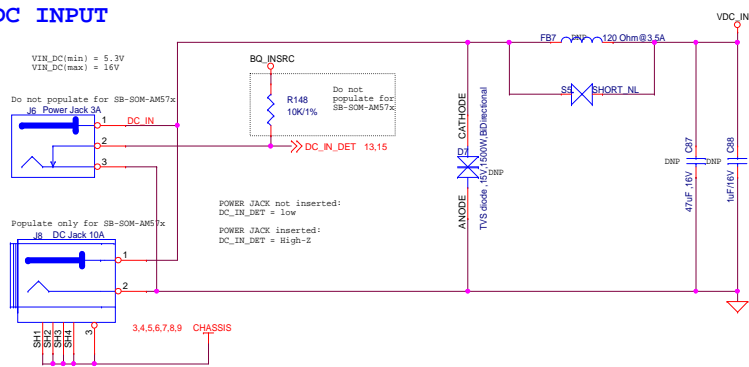 DC INPUT
VDC_IN
FB7
DNP
120 Ohm@3.5A
VIN_DC(min) = 5.3V
VIN_DC(max) = 16V
BQ_INSRC
S5
SHORT_NL
Do not populate for SB-SOM-AM57x
J6 Power Jack 3A
R148
10K/1%
Do not
populate for
SB-SOM-AM57x
1
DC_IN
2
DC_IN_DET 13,15
3
CATHODE
D7
DNP
ANODE
TVS diode ,15V,1500W,BiDirectional
C87
DNP
47uF ,16V
C88
DNP
1uF/16V
POWER JACK not inserted:
DC_IN_DET = low
POWER JACK inserted:
DC_IN_DET = High-Z
Populate only for SB-SOM-AM57x
J8 DC Jack 10A
1
2
SH1
SH2
SH3
SH4
3
3,4,5,6,7,8,9 CHASSIS